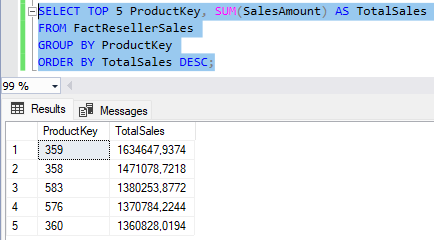 SELECT TOP 5 ProductKey, SUM(SalesAmount) AS TotalSales
FROM FactResellerSales
GROUP BY ProductKey
ORDER BY TotalSales DESC;
99 %
Results Messages
ProductKey TotalSales
1 359 1634647,9374
2 358 1471078,7218
3 583 1380253,8772
4 576 1370784,2244
5 360 1360828,0194